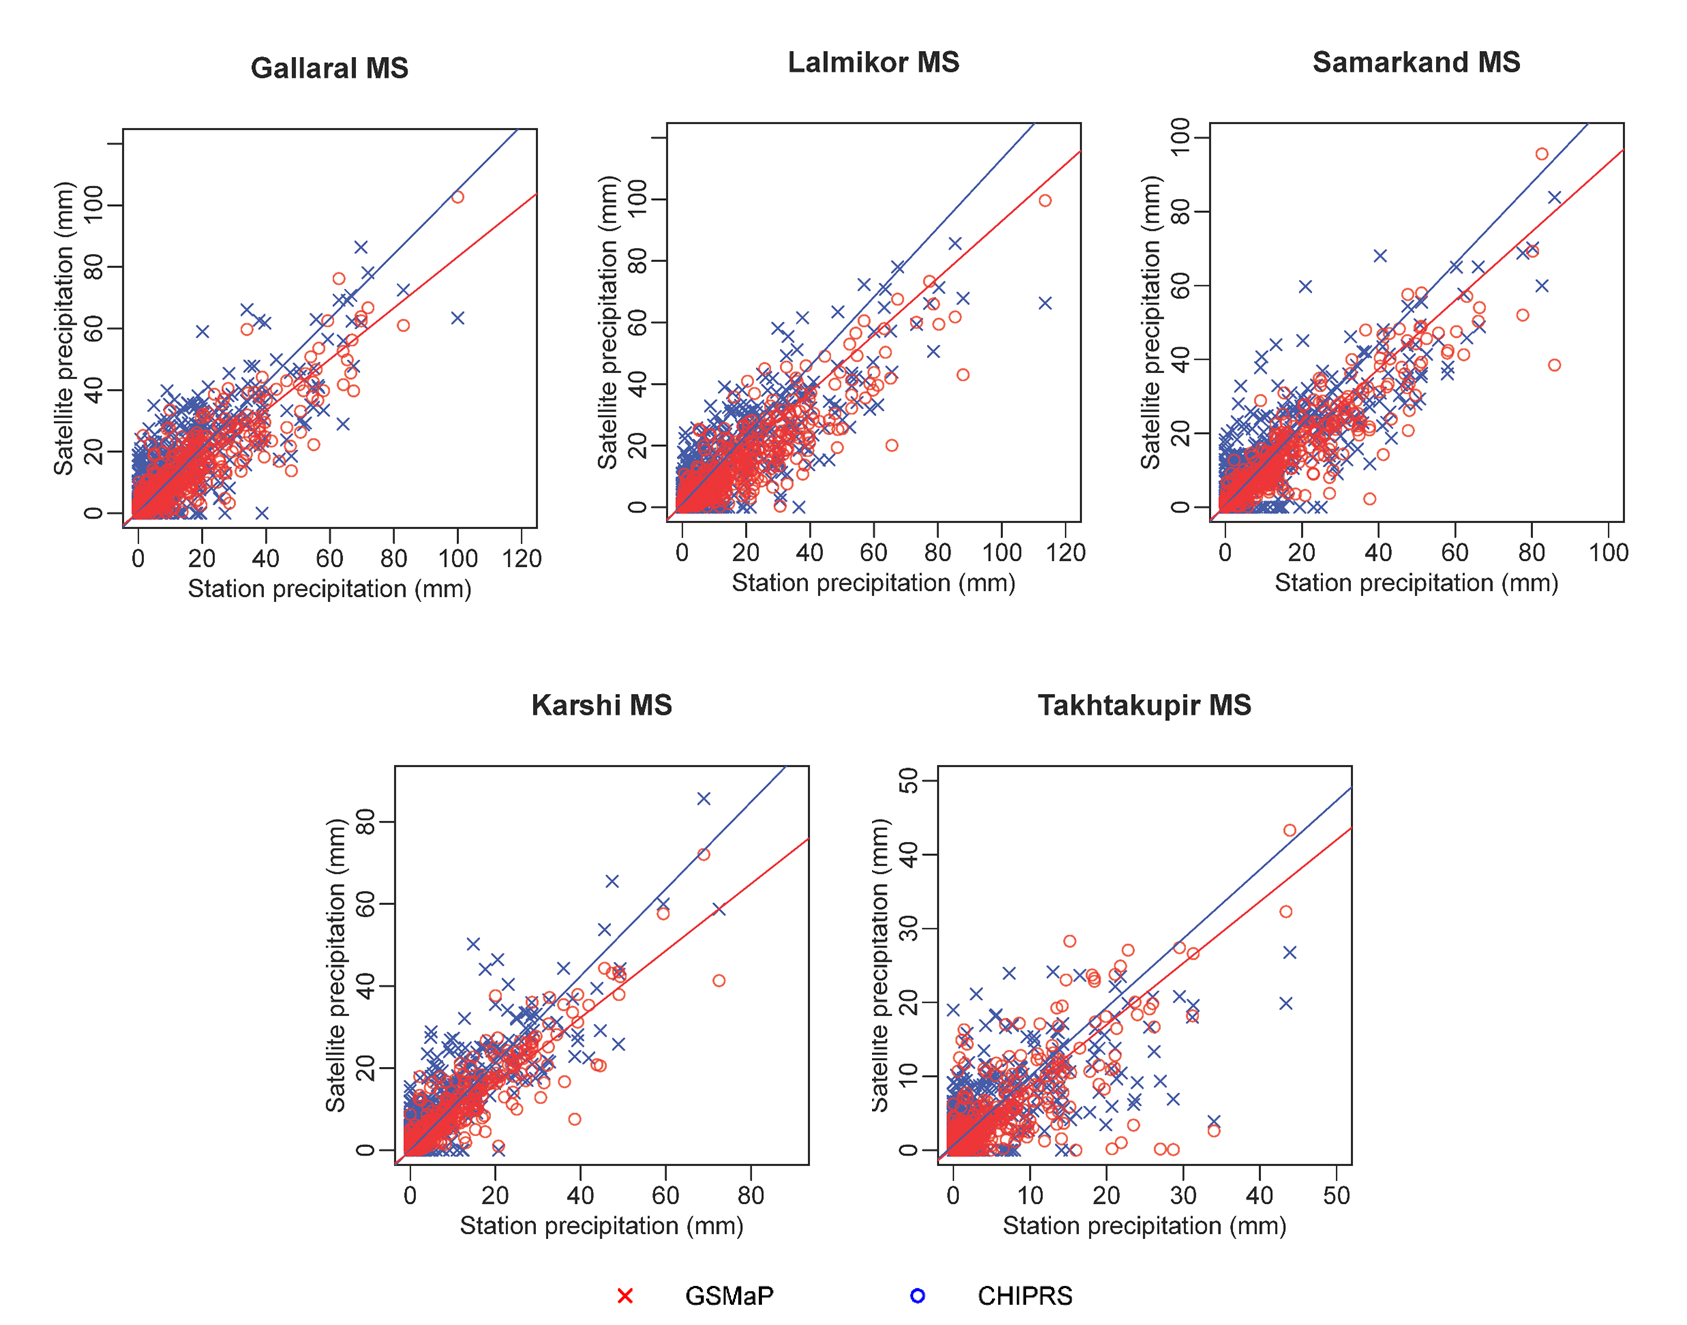 Gallaral MS
Lalmikor MS
Samarkand MS
Satellite precipitation (mm)
0 20 40 60 80 100
0 20 40 60 80 100 120
Station precipitation (mm)
Satellite precipitation (mm)
0 20 40 60 80 100
0 20 40 60 80 100 120
Station precipitation (mm)
Satellite precipitation (mm)
0 20 40 60 80 100
0 20 40 60 80 100
Station precipitation (mm)
Karshi MS
Takhtakupir MS
Satellite precipitation (mm)
0 20 40 60 80
0 20 40 60 80
Station precipitation (mm)
Satellite precipitation (mm)
0 10 20 30 40 50
0 10 20 30 40 50
Station precipitation (mm)
GSMaP
CHIPRS